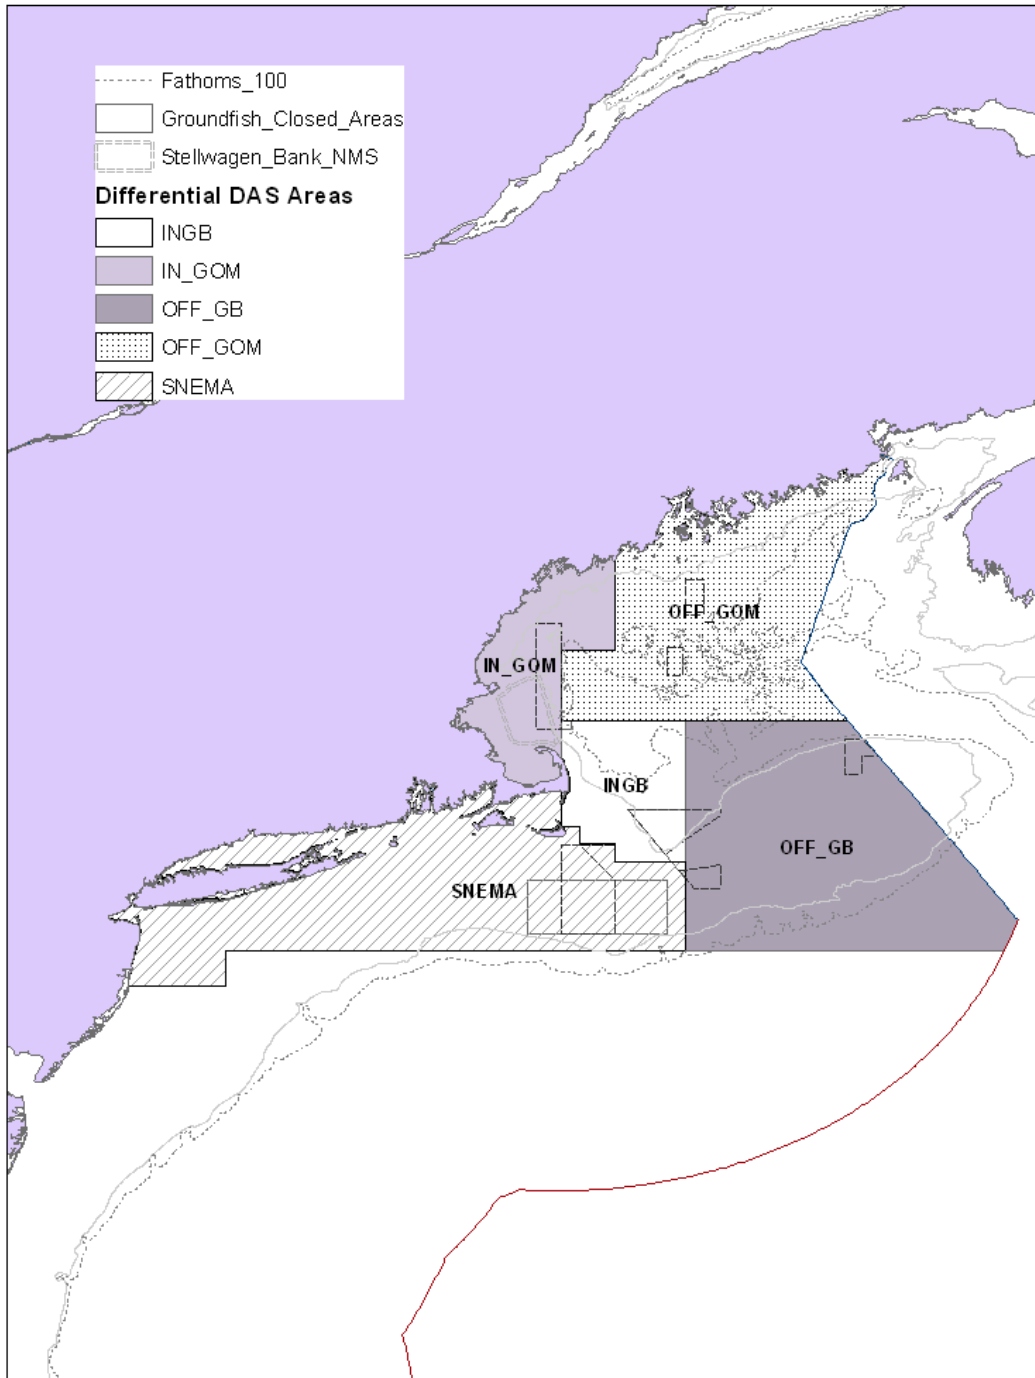 Fathoms_100
Groundfish_Closed_Areas
Stellwagen_Bank_NMS
Differential DAS Areas
INGB
IN_GOM
OFF_GB
OFF_GOM
SNEMA
OFF_GOM
IN_GOM
INGB
OFF_GB
SNEMA